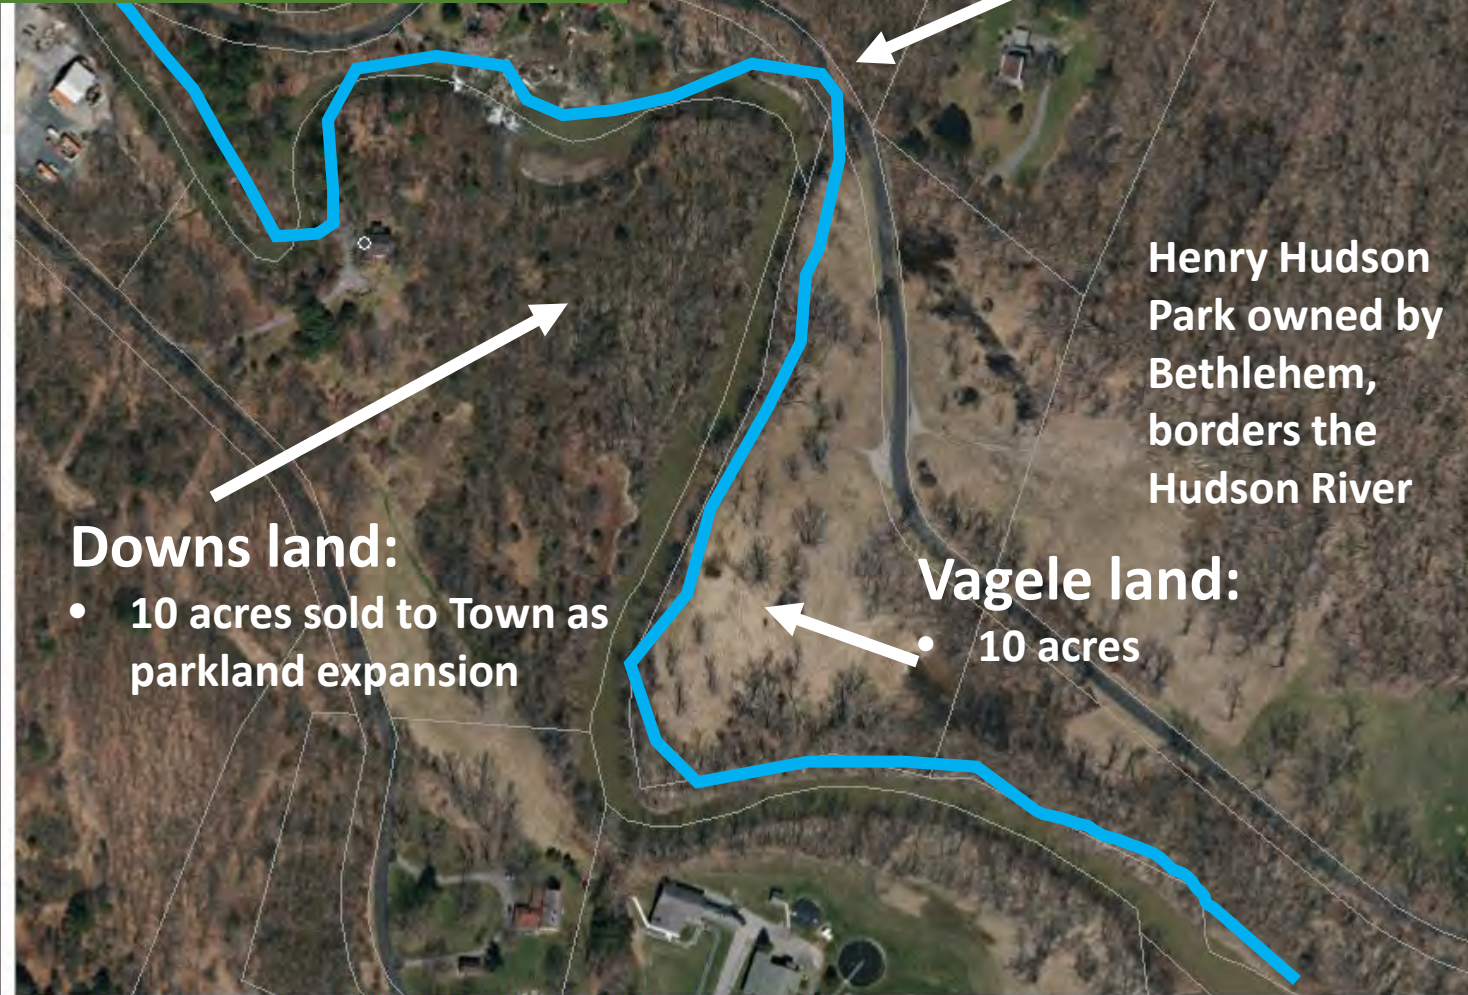 Henry Hudson
Park owned by
Bethlehem,
borders the
Hudson River
Downs land:
• 10 acres sold to Town as
parkland expansion
Vagele land:
• 10 acres